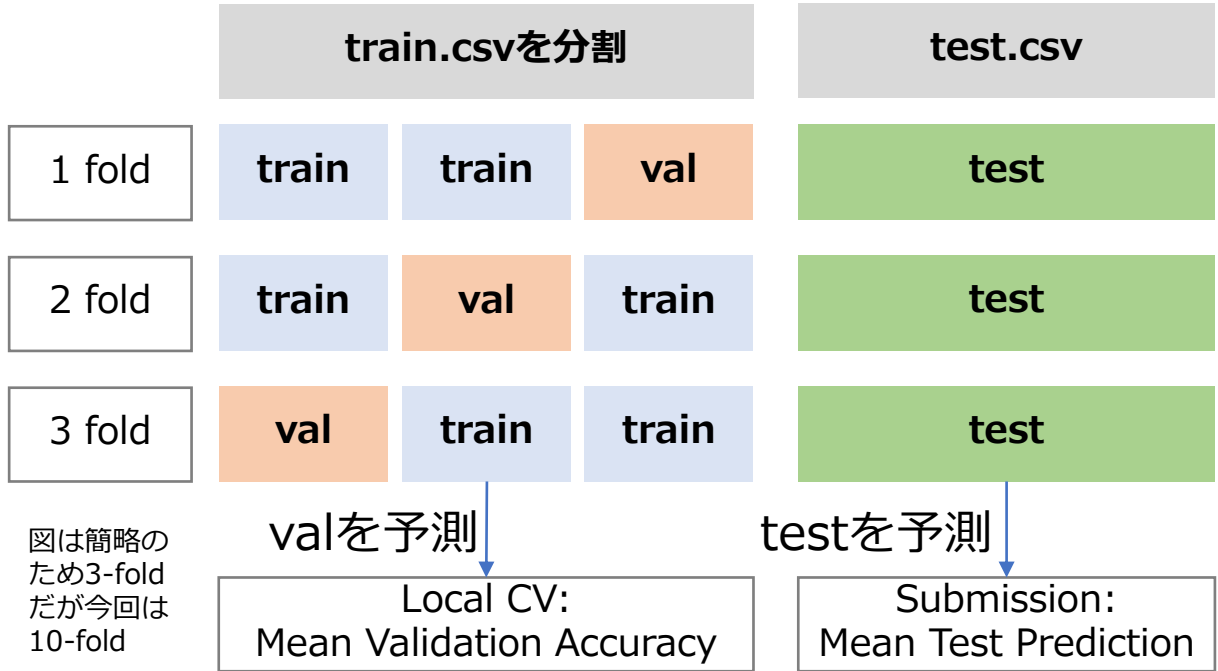 train.csvを分割
test.csv
1 fold
train
train
val
test
2 fold
train
val
train
test
3 fold
val
train
train
test
図は簡略の
ため3-fold
だが今回は
10-fold
valを予測
testを予測
Local CV:
Mean Validation Accuracy
Submission:
Mean Test Prediction